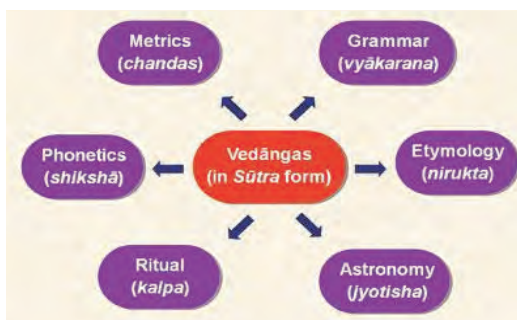 Metrics
(chandas)
Grammar
(vyākarana)
Phonetics
(shikshā)
Vedāngas
(in Sūtra form)
Etymology
(nirukta)
Ritual
(kalpa)
Astronomy
(jyotisha)